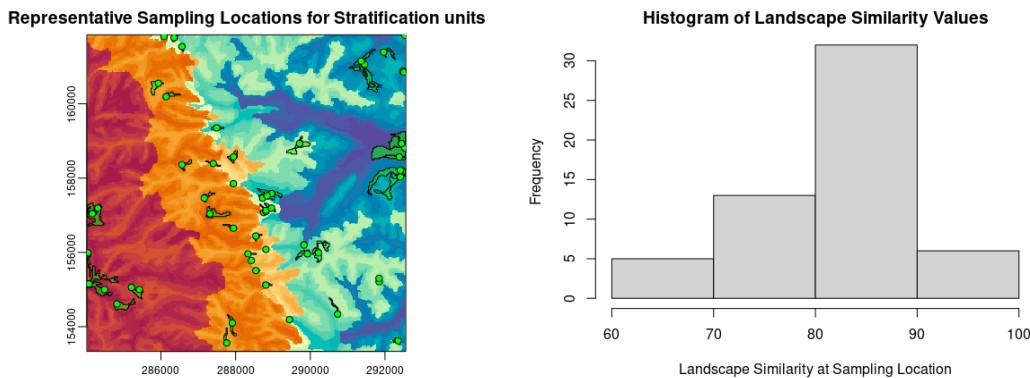 Representative Sampling Locations for Stratification units
160000
158000
156000
154000
286000 288000 290000 292000
Histogram of Landscape Similarity Values
Frequency
30
25
20
15
10
5
0
60 70 80 90 100
Landscape Similarity at Sampling Location